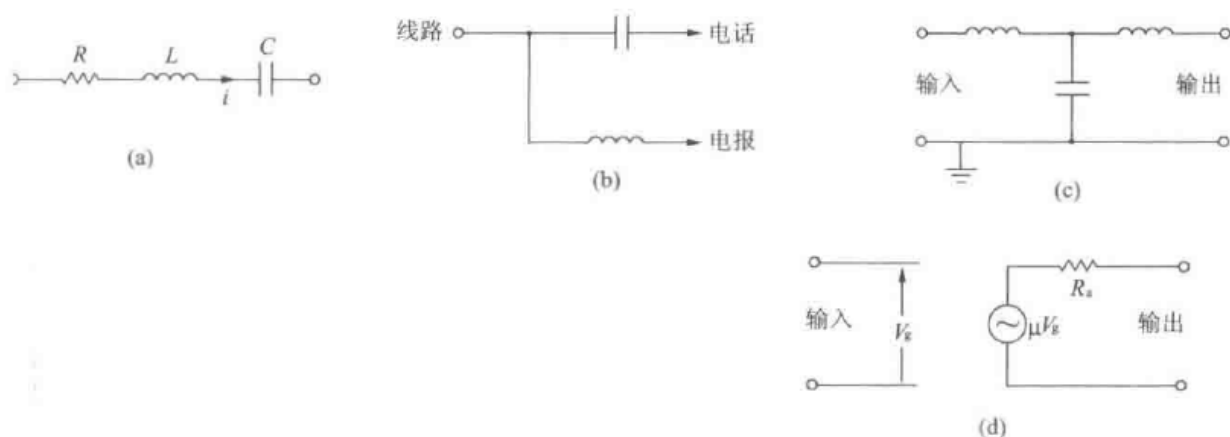 R L C
i
(a)
线路 电话
电报
(b)
输入 输出
(c)
输入 V_g μV_g R_a 输出
(d)